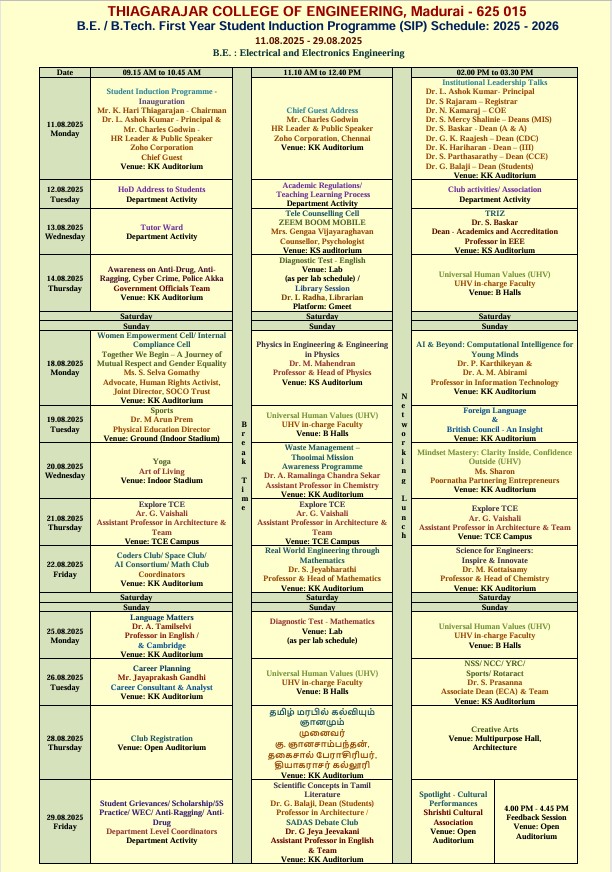 THIAGARAJAR COLLEGE OF ENGINEERING, Madurai - 625 015
B.E. / B.Tech. First Year Student Induction Programme (SIP) Schedule: 2025 - 2026
11.08.2025 - 29.08.2025
B.E. : Electrical and Electronics Engineering
Date
09.15 AM to 10.45 AM
11.10 AM to 12.40 PM
02.00 PM to 03.30 PM
11.08.2025
Monday
Student Induction Programme -
Inauguration
Mr. K. Hari Thiagarajan - Chairman
Dr. L. Ashok Kumar - Principal &
Mr. Charles Godwin -
HR Leader & Public Speaker
Zoho Corporation
Chief Guest
Venue: KK Auditorium
Chief Guest Address
Mr. Charles Godwin
HR Leader & Public Speaker
Zoho Corporation, Chennai
Venue: KK Auditorium
Institutional Leadership Talks
Dr. L. Ashok Kumar- Principal
Dr. S Rajaram – Registrar
Dr. N. Kamaraj – COE
Dr. S. Mercy Shalinie – Deans (MIS)
Dr. S. Baskar - Dean (A & A)
Dr. G. K. Raajesh – Dean (CDC)
Dr. K. Hariharan - Dean – (III)
Dr. S. Parthasarathy – Dean (CCE)
Dr. G. Balaji – Dean (Students)
Venue: KK Auditorium
12.08.2025
Tuesday
HoD Address to Students
Department Activity
Academic Regulations/
Teaching Learning Process
Department Activity
Club activities/ Association
Department Activity
13.08.2025
Wednesday
Tutor Ward
Department Activity
Tele Counselling Cell
ZEEM BOOM MOBILE
Mrs. Gengaa Vijayaraghavan
Counsellor, Psychologist
Venue: KS auditorium
TRIZ
Dr. S. Baskar
Dean - Academics and Accreditation
Professor in EEE
Venue: KS Auditorium
14.08.2025
Thursday
Awareness on Anti-Drug, Anti-
Ragging, Cyber Crime, Police Akka
Government Officials Team
Venue: KK Auditorium
Diagnostic Test - English
Venue: Lab
(as per lab schedule) /
Library Session
Dr. L Radha, Librarian
Platform: Gmeet
Universal Human Values (UHV)
UHV in-charge Faculty
Venue: B Halls
Saturday
Saturday
Saturday
Sunday
Sunday
Sunday
18.08.2025
Monday
Women Empowerment Cell/ Internal
Compliance Cell
Together We Begin – A Journey of
Mutual Respect and Gender Equality
Ms. S. Selva Gomathy
Advocate, Human Rights Activist,
Joint Director, SOCO Trust
Venue: KK Auditorium
Physics in Engineering & Engineering
in Physics
Dr. M. Mahendran
Professor & Head of Physics
Venue: KS Auditorium
AI & Beyond: Computational Intelligence for
Young Minds
Dr. P. Karthikeyan &
Dr. A. M. Abirami
Professor in Information Technology
Venue: KK Auditorium
19.08.2025
Tuesday
Sports
Dr. M Arun Prem
Physical Education Director
Venue: Ground (Indoor Stadium)
Break Time
Universal Human Values (UHV)
UHV in-charge Faculty
Venue: B Halls
Networking Lunch
Foreign Language
&
British Council - An Insight
Venue: KK Auditorium
20.08.2025
Wednesday
Yoga
Art of Living
Venue: Indoor Stadium
Waste Management –
Thooimai Mission
Awareness Programme
Dr. A. Ramalinga Chandra Sekar
Assistant Professor in Chemistry
Venue: KK Auditorium
Mindset Mastery: Clarity Inside, Confidence
Outside (UHV)
Ms. Sharon
Poornatha Partnering Entrepreneurs
Venue: KK Auditorium
21.08.2025
Thursday
Explore TCE
Ar. G. Vaishali
Assistant Professor in Architecture &
Team
Venue: TCE Campus
Explore TCE
Ar. G. Vaishali
Assistant Professor in Architecture &
Team
Venue: TCE Campus
Explore TCE
Ar. G. Vaishali
Assistant Professor in Architecture & Team
Venue: TCE Campus
22.08.2025
Friday
Coders Club/ Space Club/
AI Consortium/ Math Club
Coordinators
Venue: KK Auditorium
Real World Engineering through
Mathematics
Dr. S. Jeyabharathi
Professor & Head of Mathematics
Venue: KK Auditorium
Science for Engineers:
Inspire & Innovate
Dr. M. Kottaisamy
Professor & Head of Chemistry
Venue: KK Auditorium
Saturday
Saturday
Saturday
Sunday
Sunday
Sunday
25.08.2025
Monday
Language Matters
Dr. A. Tamilselvi
Professor in English /
& Cambridge
Venue: KK Auditorium
Diagnostic Test - Mathematics
Venue: Lab
(as per lab schedule)
Universal Human Values (UHV)
UHV in-charge Faculty
Venue: B Halls
26.08.2025
Tuesday
Career Planning
Mr. Jayaprakash Gandhi
Career Consultant & Analyst
Venue: KK Auditorium
Universal Human Values (UHV)
UHV in-charge Faculty
Venue: B Halls
NSS/ NCC/ YRC/
Sports/ Rotaract
Dr. S. Prasanna
Associate Dean (ECA) & Team
Venue: KS Auditorium
28.08.2025
Thursday
Club Registration
Venue: Open Auditorium
தமிழ் மரபில் கல்வியும்
ஞானமும்
முனைவர்
கு. ஞானசம்பந்தன்,
தகைசால் பேராசிரியர்,
தியாகராசர் கல்லூரி
Venue: KK Auditorium
Creative Arts
Venue: Multipurpose Hall,
Architecture
29.08.2025
Friday
Student Grievances/ Scholarship/5S
Practice/ WEC/ Anti-Ragging/ Anti-
Drug
Department Level Coordinators
Department Activity
Scientific Concepts in Tamil
Literature
Dr. G. Balaji, Dean (Students)
Professor in Architecture /
SADAS Debate Club
Dr. G Jeya Jeevakani
Assistant Professor in English
& Team
Venue: KK Auditorium
Spotlight - Cultural
Performances
Shrishti Cultural
Association
Venue: Open
Auditorium
4.00 PM - 4.45 PM
Feedback Session
Venue: Open
Auditorium